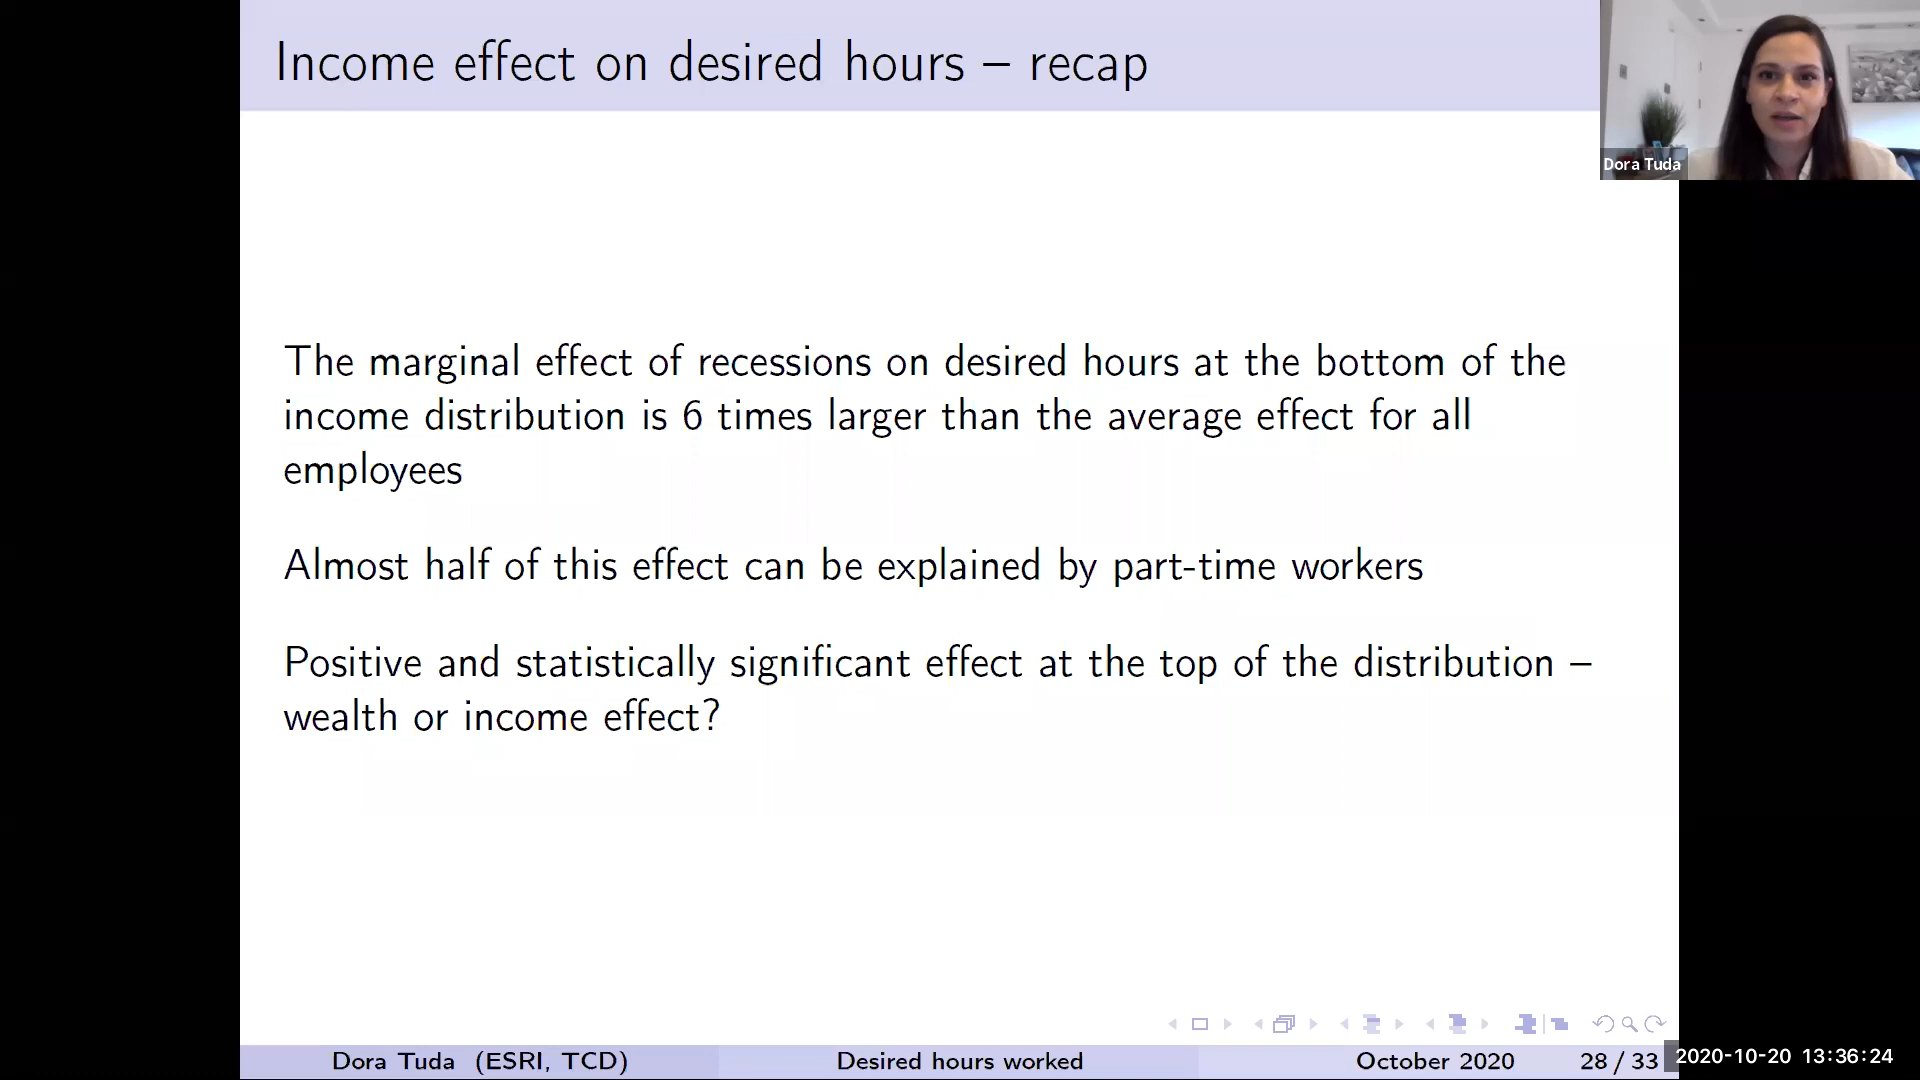 Income effect on desired hours – recap
Dora Tuda
The marginal effect of recessions on desired hours at the bottom of the
income distribution is 6 times larger than the average effect for all
employees
Almost half of this effect can be explained by part-time workers
Positive and statistically significant effect at the top of the distribution –
wealth or income effect?
Dora Tuda (ESRI, TCD) Desired hours worked October 2020 28 / 33
2020-10-20 13:36:24